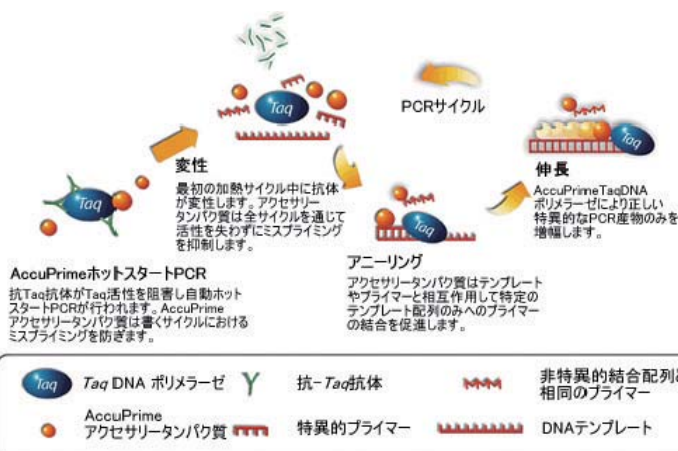 Taq
PCRサイクル
変性
最初の加熱サイクル中に抗体
が変性します。アクセサリー
タンパク質は全サイクルを通じて
活性を失わずにミスプライミング
を抑制します。
Taq
AccuPrimeホットスタートPCR
抗Taq抗体がTaq活性を阻害し自動ホット
スタートPCRが行われます。AccuPrime
アクセサリータンパク質は書くサイクルにおける
ミスプライミングを防ぎます。
Taq
アニーリング
アクセサリータンパク質はテンプレート
やプライマーと相互作用して特定の
テンプレート配列のみへのプライマー
の結合を促進します。
Taq
伸長
AccuPrimeTaqDNA
ポリメラーゼにより正しい
特異的なPCR産物のみを
増幅します。
Taq
Taq DNA ポリメラーゼ
抗-Taq抗体
非特異的結合配列と
相同のプライマー
AccuPrime
アクセサリータンパク質
特異的プライマー
DNAテンプレート